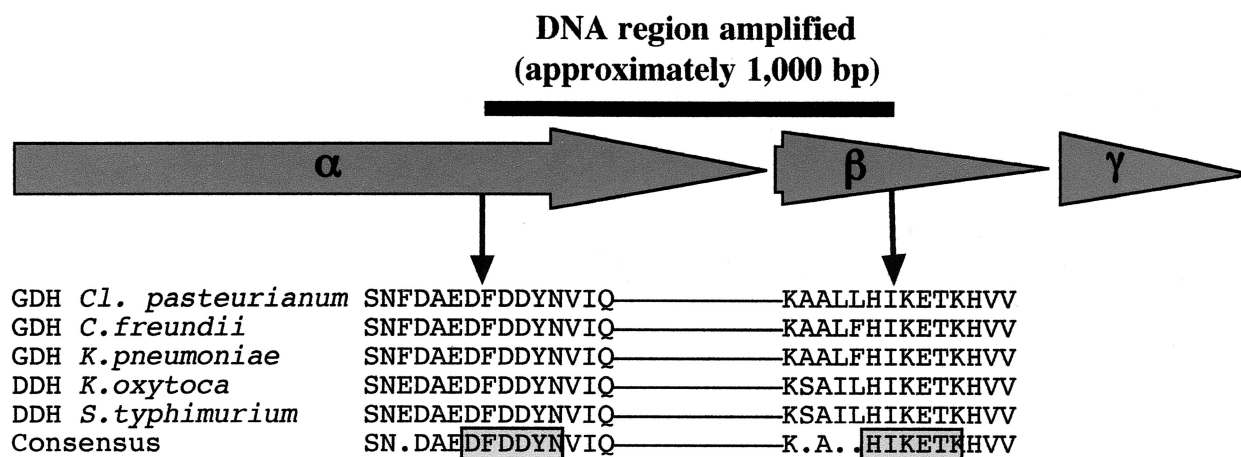 DNA region amplified
(approximately 1,000 bp)
α β γ
GDH Cl. pasteurianum SNFDAEDFDDYNVIQ————KAALLHIKETKHVV
GDH C.freundii SNFDAEDFDDYNVIQ————KAALFHIKETKHVV
GDH K.pneumoniae SNFDAEDFDDYNVIQ————KAALFHIKETKHVV
DDH K.oxytoca SNEDAEDFDDYNVIQ————KSAILHIKETKHVV
DDH S.typhimurium SNEDAEDFDDYNVIQ————KSAILHIKETKHVV
Consensus SN.DAEDFDDYNVIQ————K.A..HIKETKHVV